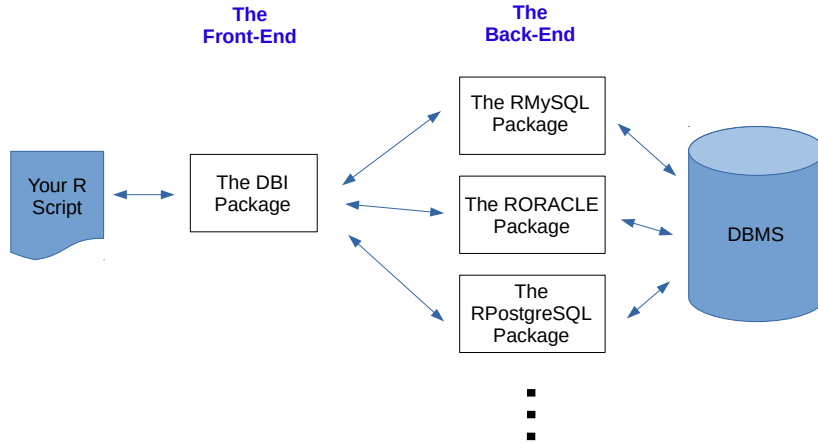 The
Front-End
The
Back-End
Your R
Script
The DBI
Package
The RMySQL
Package
The RORACLE
Package
The
RPostgreSQL
Package
DBMS